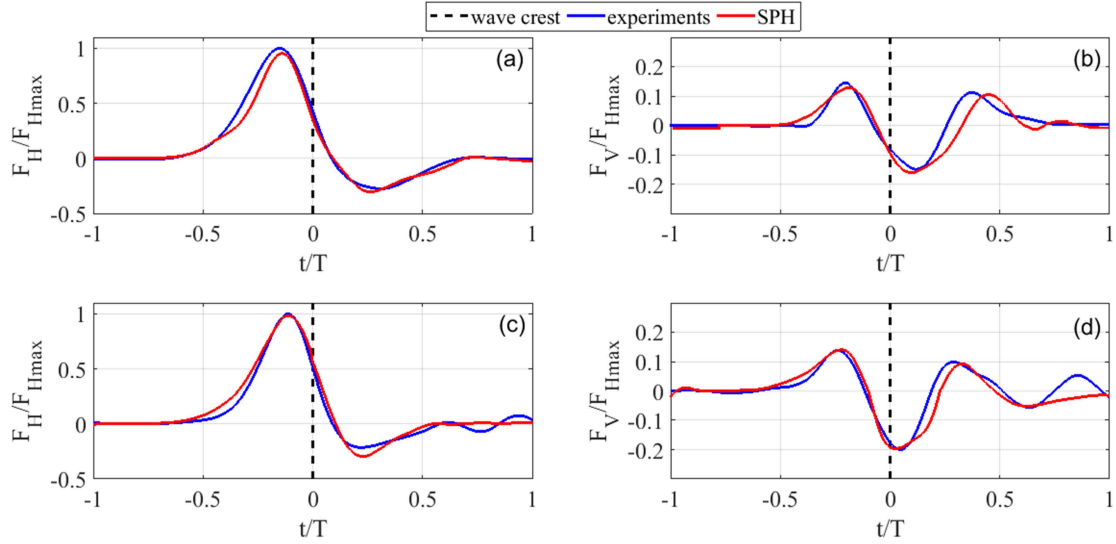 wave crest experiments SPH
(a)
F_H/F_Hmax
1
0.5
0
-0.5
-1 -0.5 0 0.5 1
t/T
(b)
F_V/F_Hmax
0.2
0.1
0
-0.1
-0.2
-1 -0.5 0 0.5 1
t/T
(c)
F_H/F_Hmax
1
0.5
0
-0.5
-1 -0.5 0 0.5 1
t/T
(d)
F_V/F_Hmax
0.2
0.1
0
-0.1
-0.2
-1 -0.5 0 0.5 1
t/T